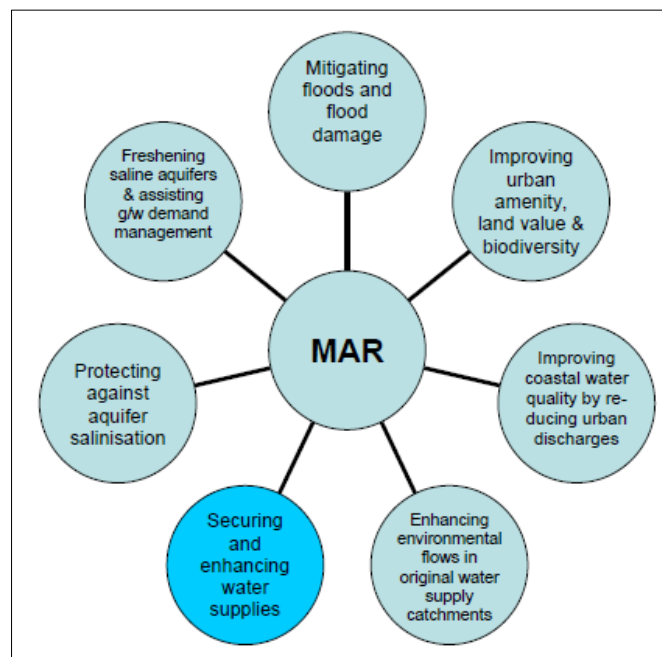 Mitigating
floods and
flood
damage
Freshening
saline aquifers
& assisting
g/w demand
management
Improving
urban
amenity,
land value &
biodiversity
MAR
Protecting
against
aquifer
salinisation
Improving
coastal water
quality by re-
ducing urban
discharges
Securing
and
enhancing
water
supplies
Enhancing
environmental
flows in
original water
supply
catchments